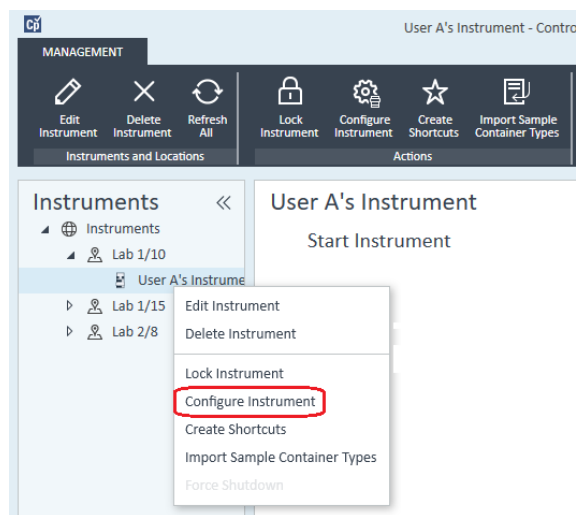 Cp
User A's Instrument - Contro
MANAGEMENT
Edit Instrument
Delete Instrument
Refresh All
Lock Instrument
Configure Instrument
Create Shortcuts
Import Sample Container Types
Instruments and Locations
Actions
Instruments
Instruments
Lab 1/10
User A's Instrume
Lab 1/15
Lab 2/8
User A's Instrument
Start Instrument
Edit Instrument
Delete Instrument
Lock Instrument
Configure Instrument
Create Shortcuts
Import Sample Container Types
Force Shutdown